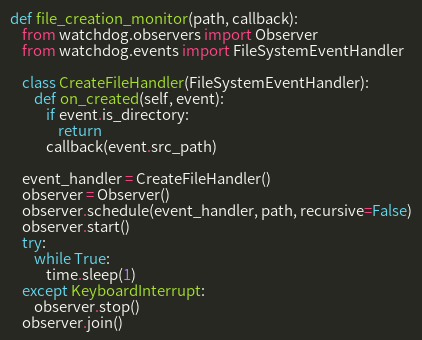 def file_creation_monitor(path, callback):
    from watchdog.observers import Observer
    from watchdog.events import FileSystemEventHandler

    class CreateFileHandler(FileSystemEventHandler):
        def on_created(self, event):
            if event.is_directory:
                return
            callback(event.src_path)

    event_handler = CreateFileHandler()
    observer = Observer()
    observer.schedule(event_handler, path, recursive=False)
    observer.start()
    try:
        while True:
            time.sleep(1)
    except KeyboardInterrupt:
        observer.stop()
    observer.join()